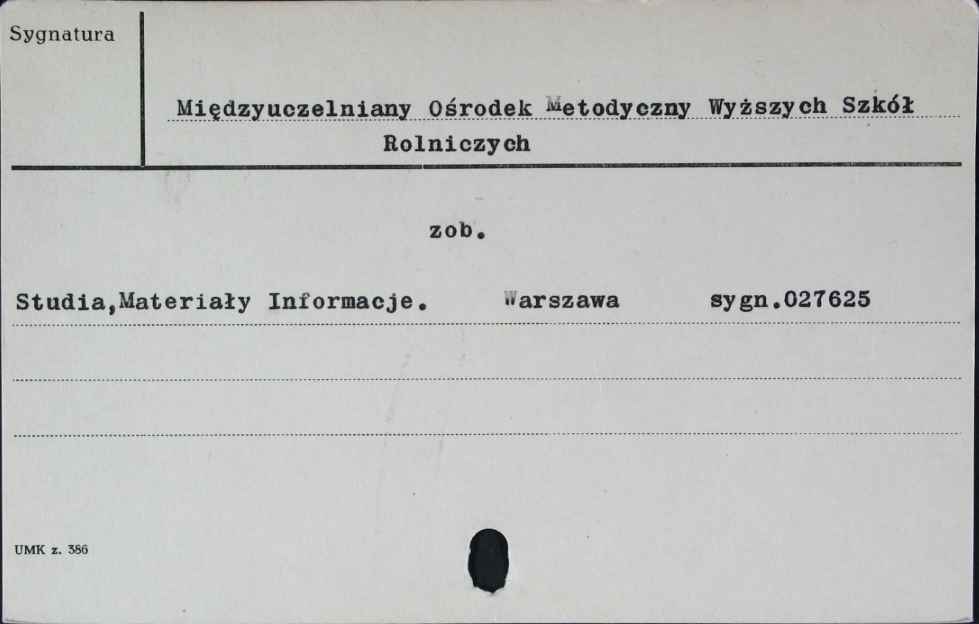 Sygnatura
Międzyuczelniany Ośrodek Metodyczny Wyższych Szkół
Rolniczych
zob.
Studia,Materiały Informacje. Warszawa sygn.027625
UMK z. 386